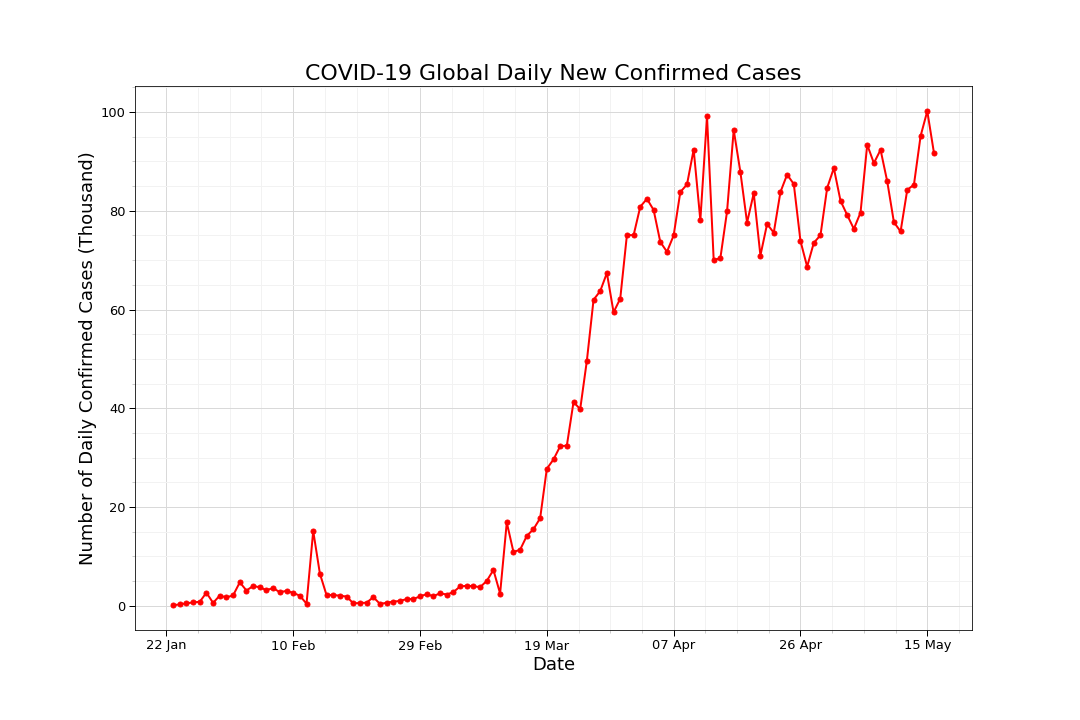 COVID-19 Global Daily New Confirmed Cases
Number of Daily Confirmed Cases (Thousand)
100
80
60
40
20
0
22 Jan 10 Feb 29 Feb 19 Mar 07 Apr 26 Apr 15 May
Date